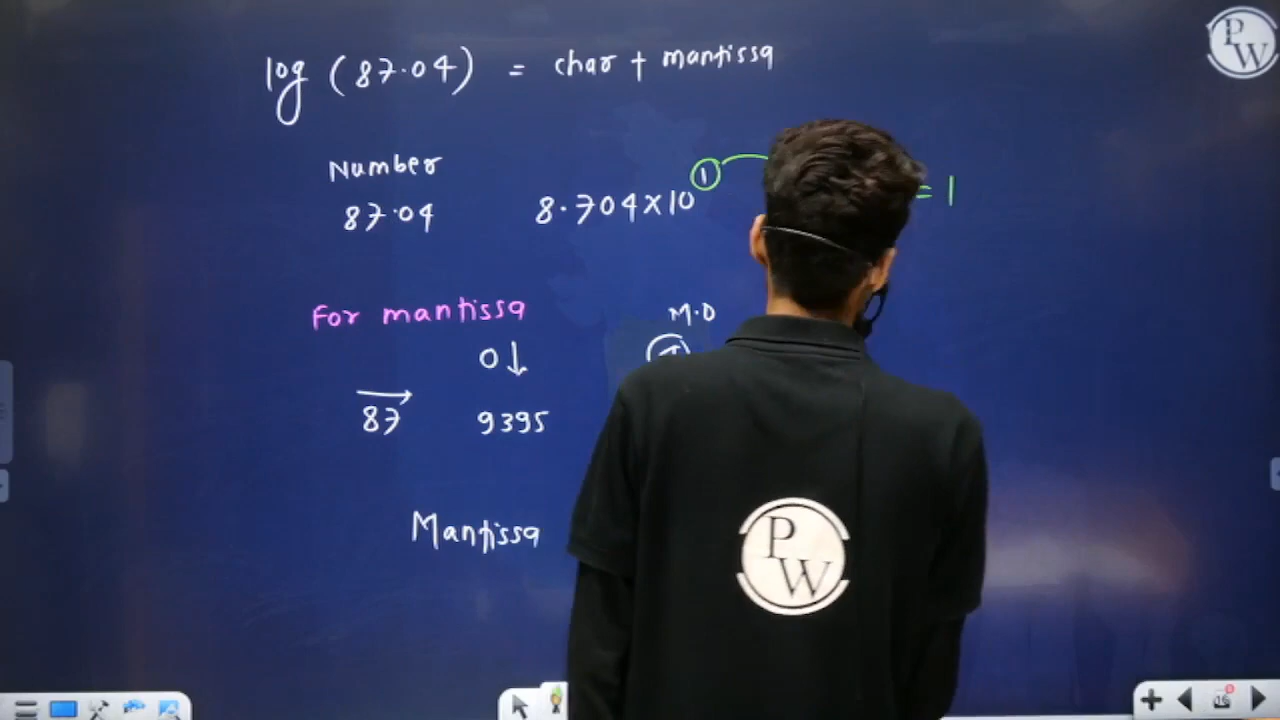 log (87.04) = char + mantissa
PW
Number
87.04 8.704×10 1 = 1
For mantissa M.D
0↓
87 9395
Mantissa
PW